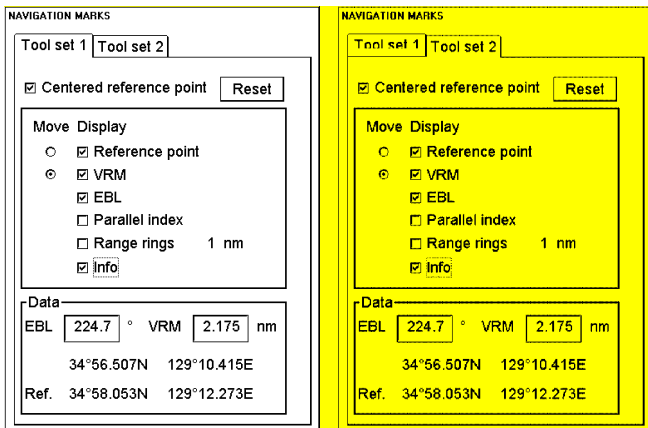 NAVIGATION MARKS
Tool set 1 Tool set 2
Centered reference point Reset
Move Display
Reference point
VRM
EBL
Parallel index
Range rings 1 nm
Info
Data
EBL 224.7 ° VRM 2.175 nm
34°56.507N 129°10.415E
Ref. 34°58.053N 129°12.273E
NAVIGATION MARKS
Tool set 1 Tool set 2
Centered reference point Reset
Move Display
Reference point
VRM
EBL
Parallel index
Range rings 1 nm
Info
Data
EBL 224.7 ° VRM 2.175 nm
34°56.507N 129°10.415E
Ref. 34°58.053N 129°12.273E